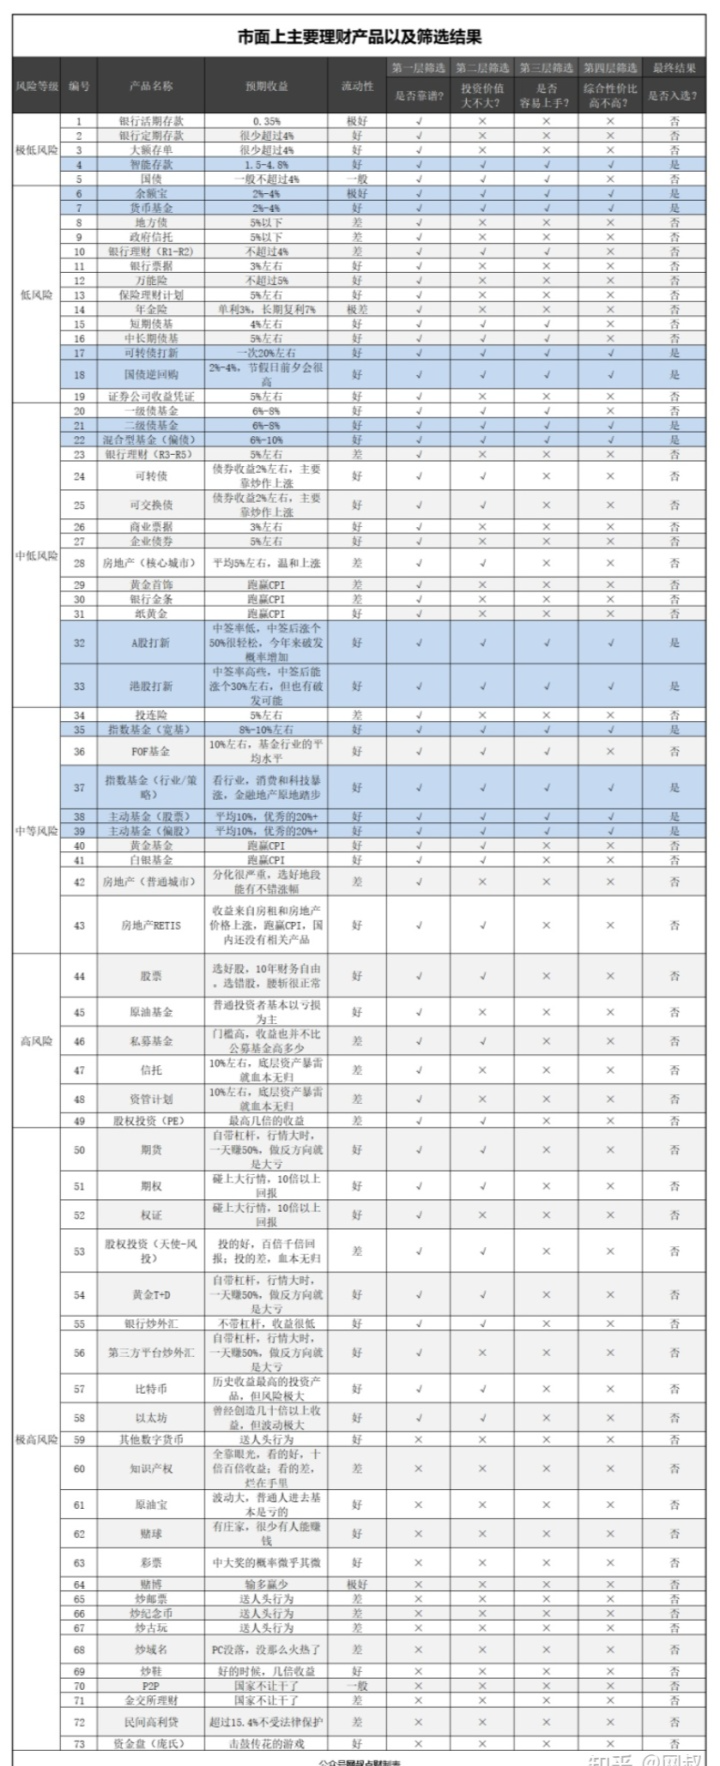 市面上主要理财产品以及筛选结果
风险等级 编号 产品名称 预期收益 流动性 第一层筛选 第二层筛选 第三层筛选 第四层筛选 最终结果
是否靠谱? 投资价值大不大? 是否容易上手? 综合性价比高不高? 是否入选?
极低风险
1 银行活期存款 0.35% 极好 √ × × × 否
2 银行定期存款 很少超过4% 好 √ × × × 否
3 大额存单 很少超过4% 好 √ × × × 否
4 智能存款 1.5-4.8% 好 √ √ √ √ 是
5 国债 一般不超过4% 一般 √ √ √ × 否
低风险
6 余额宝 2%-4% 极好 √ √ √ √ 是
7 货币基金 2%-4% 好 √ √ √ √ 是
8 地方债 5%以下 差 √ × × × 否
9 政府信托 5%以下 差 √ × × × 否
10 银行理财（R1-R2) 不超过4% 差 √ √ √ × 否
11 银行票据 3%左右 好 √ × × × 否
12 万能险 不超过5% 好 √ × × × 否
13 保险理财计划 5%左右 好 √ × × × 否
14 年金险 单利3%，长期复利7% 极差 √ × × × 否
15 短期债基 4%左右 好 √ √ √ × 否
16 中长期债基 5%左右 好 √ √ √ × 否
17 可转债打新 一次20%左右 好 √ √ √ √ 是
18 国债逆回购 2%-4%，节假日前夕会很高 好 √ √ √ √ 是
19 证券公司收益凭证 5%左右 好 √ × × × 否
中低风险
20 一级债基金 6%-8% 好 √ √ √ × 否
21 二级债基金 6%-8% 好 √ √ √ √ 是
22 混合型基金（偏债） 6%-10% 好 √ √ √ √ 是
23 银行理财（R3-R5） 5%左右 差 √ × × × 否
24 可转债 债券收益2%左右，主要靠炒作上涨 好 √ √ × × 否
25 可交换债 债券收益2%左右，主要靠炒作上涨 好 √ √ × × 否
26 商业票据 3%左右 好 √ × × × 否
27 企业债券 5%左右 好 √ × × × 否
28 房地产（核心城市） 平均5%左右，温和上涨 差 √ √ × × 否
29 黄金首饰 跑赢CPI 差 √ × × × 否
30 银行金条 跑赢CPI 差 √ × × × 否
31 纸黄金 跑赢CPI 好 √ × × × 否
32 A股打新 中签率低，中签后涨个50%很轻松，今年来破发概率增加 好 √ √ √ √ 是
33 港股打新 中签率高些，中签后能涨个30%左右，但也有破发可能 好 √ √ √ √ 是
中等风险
34 投连险 5%左右 差 √ × × × 否
35 指数基金（宽基） 8%-10%左右 好 √ √ √ √ 是
36 FOF基金 10%左右，基金行业的平均水平 好 √ √ √ × 否
37 指数基金（行业/策略） 看行业，消费和科技暴涨，金融地产原地踏步 好 √ √ √ √ 是
38 主动基金（股票） 平均10%，优秀的20%+ 好 √ √ √ √ 是
39 主动基金（偏股） 平均10%，优秀的20%+ 好 √ √ √ √ 是
40 黄金基金 跑赢CPI 好 √ √ × × 否
41 白银基金 跑赢CPI 好 √ √ × × 否
42 房地产（普通城市） 分化很严重，选好地段能有不错涨幅 差 √ × × × 否
43 房地产RETIS 收益来自房租和房地产价格上涨，跑赢CPI，国内还没有相关产品 好 √ √ × × 否
高风险
44 股票 选好股，10年财务自由，选错股，腰斩很正常 好 √ √ × × 否
45 原油基金 普通投资者基本以亏损为主 好 √ × × × 否
46 私募基金 门槛高，收益也并不比公募基金高多少 差 √ √ × × 否
47 信托 10%左右，底层资产暴雷就血本无归 差 √ × × × 否
48 资管计划 10%左右，底层资产暴雷就血本无归 差 √ × × × 否
49 股权投资（PE） 最高几倍的收益 差 √ √ × × 否
极高风险
50 期货 自带杠杆，行情大时，一天赚50%，做反方向就是大亏 好 √ √ × × 否
51 期权 碰上大行情，10倍以上回报 好 √ √ × × 否
52 权证 碰上大行情，10倍以上回报 好 √ × × × 否
53 股权投资（天使-风投） 投的好，百倍千倍回报；投的差，血本无归 差 √ √ × × 否
54 黄金T+D 自带杠杆，行情大时，一天赚50%，做反方向就是大亏 好 √ √ × × 否
55 银行炒外汇 不带杠杆，收益很低 好 √ √ × × 否
56 第三方平台炒外汇 自带杠杆，行情大时，一天赚50%，做反方向就是大亏 好 √ × × × 否
57 比特币 历史收益最高的投资产品，但风险极大 好 √ √ × × 否
58 以太坊 曾经创造几十倍以上收益，但波动极大 好 √ √ × × 否
59 其他数字货币 送人头行为 好 × × × × 否
60 知识产权 全靠眼光，看的好，十倍百倍收益；看的差，烂在手里 差 × × × × 否
61 原油宝 波动大，普通人进去基本是亏的 好 × × × × 否
62 赌球 有庄家，很少有人能赚钱 好 × × × × 否
63 彩票 中大奖的概率微乎其微 好 × × × × 否
64 赌博 输多赢少 极好 × × × × 否
65 炒邮票 送人头行为 差 × × × × 否
66 炒纪念币 送人头行为 差 × × × × 否
67 炒古玩 送人头行为 差 × × × × 否
68 炒域名 PC没落，没那么火热了 差 × × × × 否
69 炒鞋 好的时候，几倍收益 好 × × × × 否
70 P2P 国家不让干了 一般 × × × × 否
71 金交所理财 国家不让干了 差 × × × × 否
72 民间高利贷 超过15.4%不受法律保护 差 × × × × 否
73 资金盘（庞氏） 击鼓传花的游戏 好 × × × × 否
知乎 @网叔